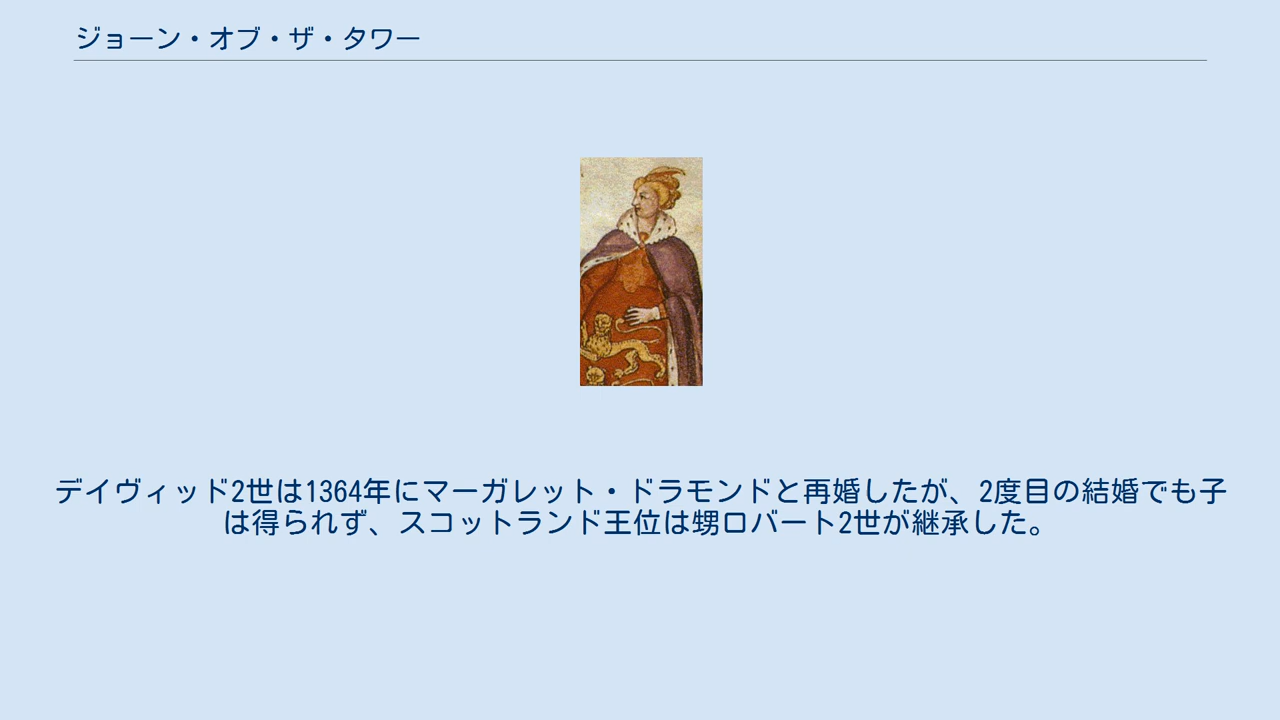 ジョーン・オブ・ザ・タワー
デイヴィッド2世は1364年にマーガレット・ドラモンドと再婚したが、2度目の結婚でも子
は得られず、スコットランド王位は甥ロバート2世が継承した。